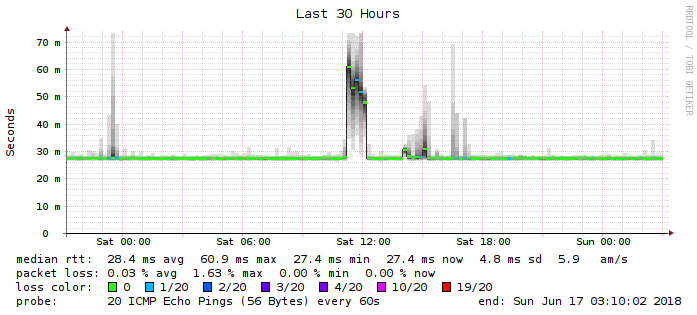 Last 30 Hours
RRDTOOL / TOBI OETIKER
Seconds
70 m
60 m
50 m
40 m
30 m
20 m
10 m
0
Sat 00:00 Sat 06:00 Sat 12:00 Sat 18:00 Sun 00:00
median rtt: 28.4 ms avg 60.9 ms max 27.4 ms min 27.4 ms now 4.8 ms sd 5.9 am/s
packet loss: 0.03 % avg 1.63 % max 0.00 % min 0.00 % now
loss color: 0 1/20 2/20 3/20 4/20 10/20 19/20
probe: 20 ICMP Echo Pings (56 Bytes) every 60s end: Sun Jun 17 03:10:02 2018